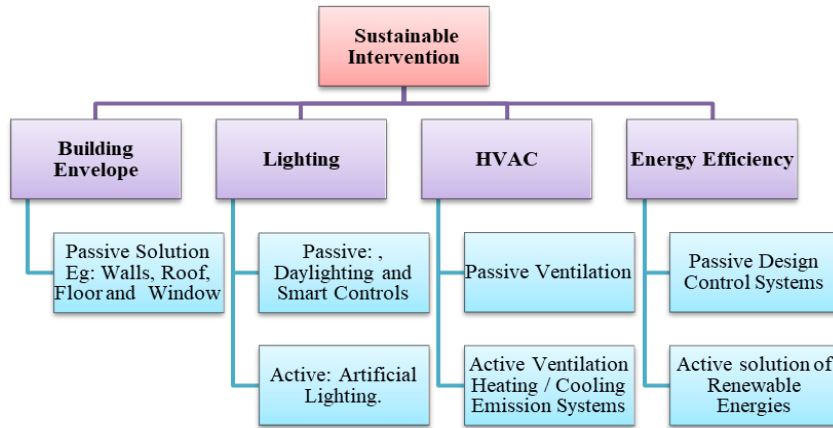 Sustainable
Intervention
Building
Envelope
Lighting
HVAC
Energy Efficiency
Passive Solution
Eg: Walls, Roof,
Floor and Window
Passive: ,
Daylighting and
Smart Controls
Passive Ventilation
Passive Design
Control Systems
Active: Artificial
Lighting.
Active Ventilation
Heating / Cooling
Emission Systems
Active solution of
Renewable
Energies